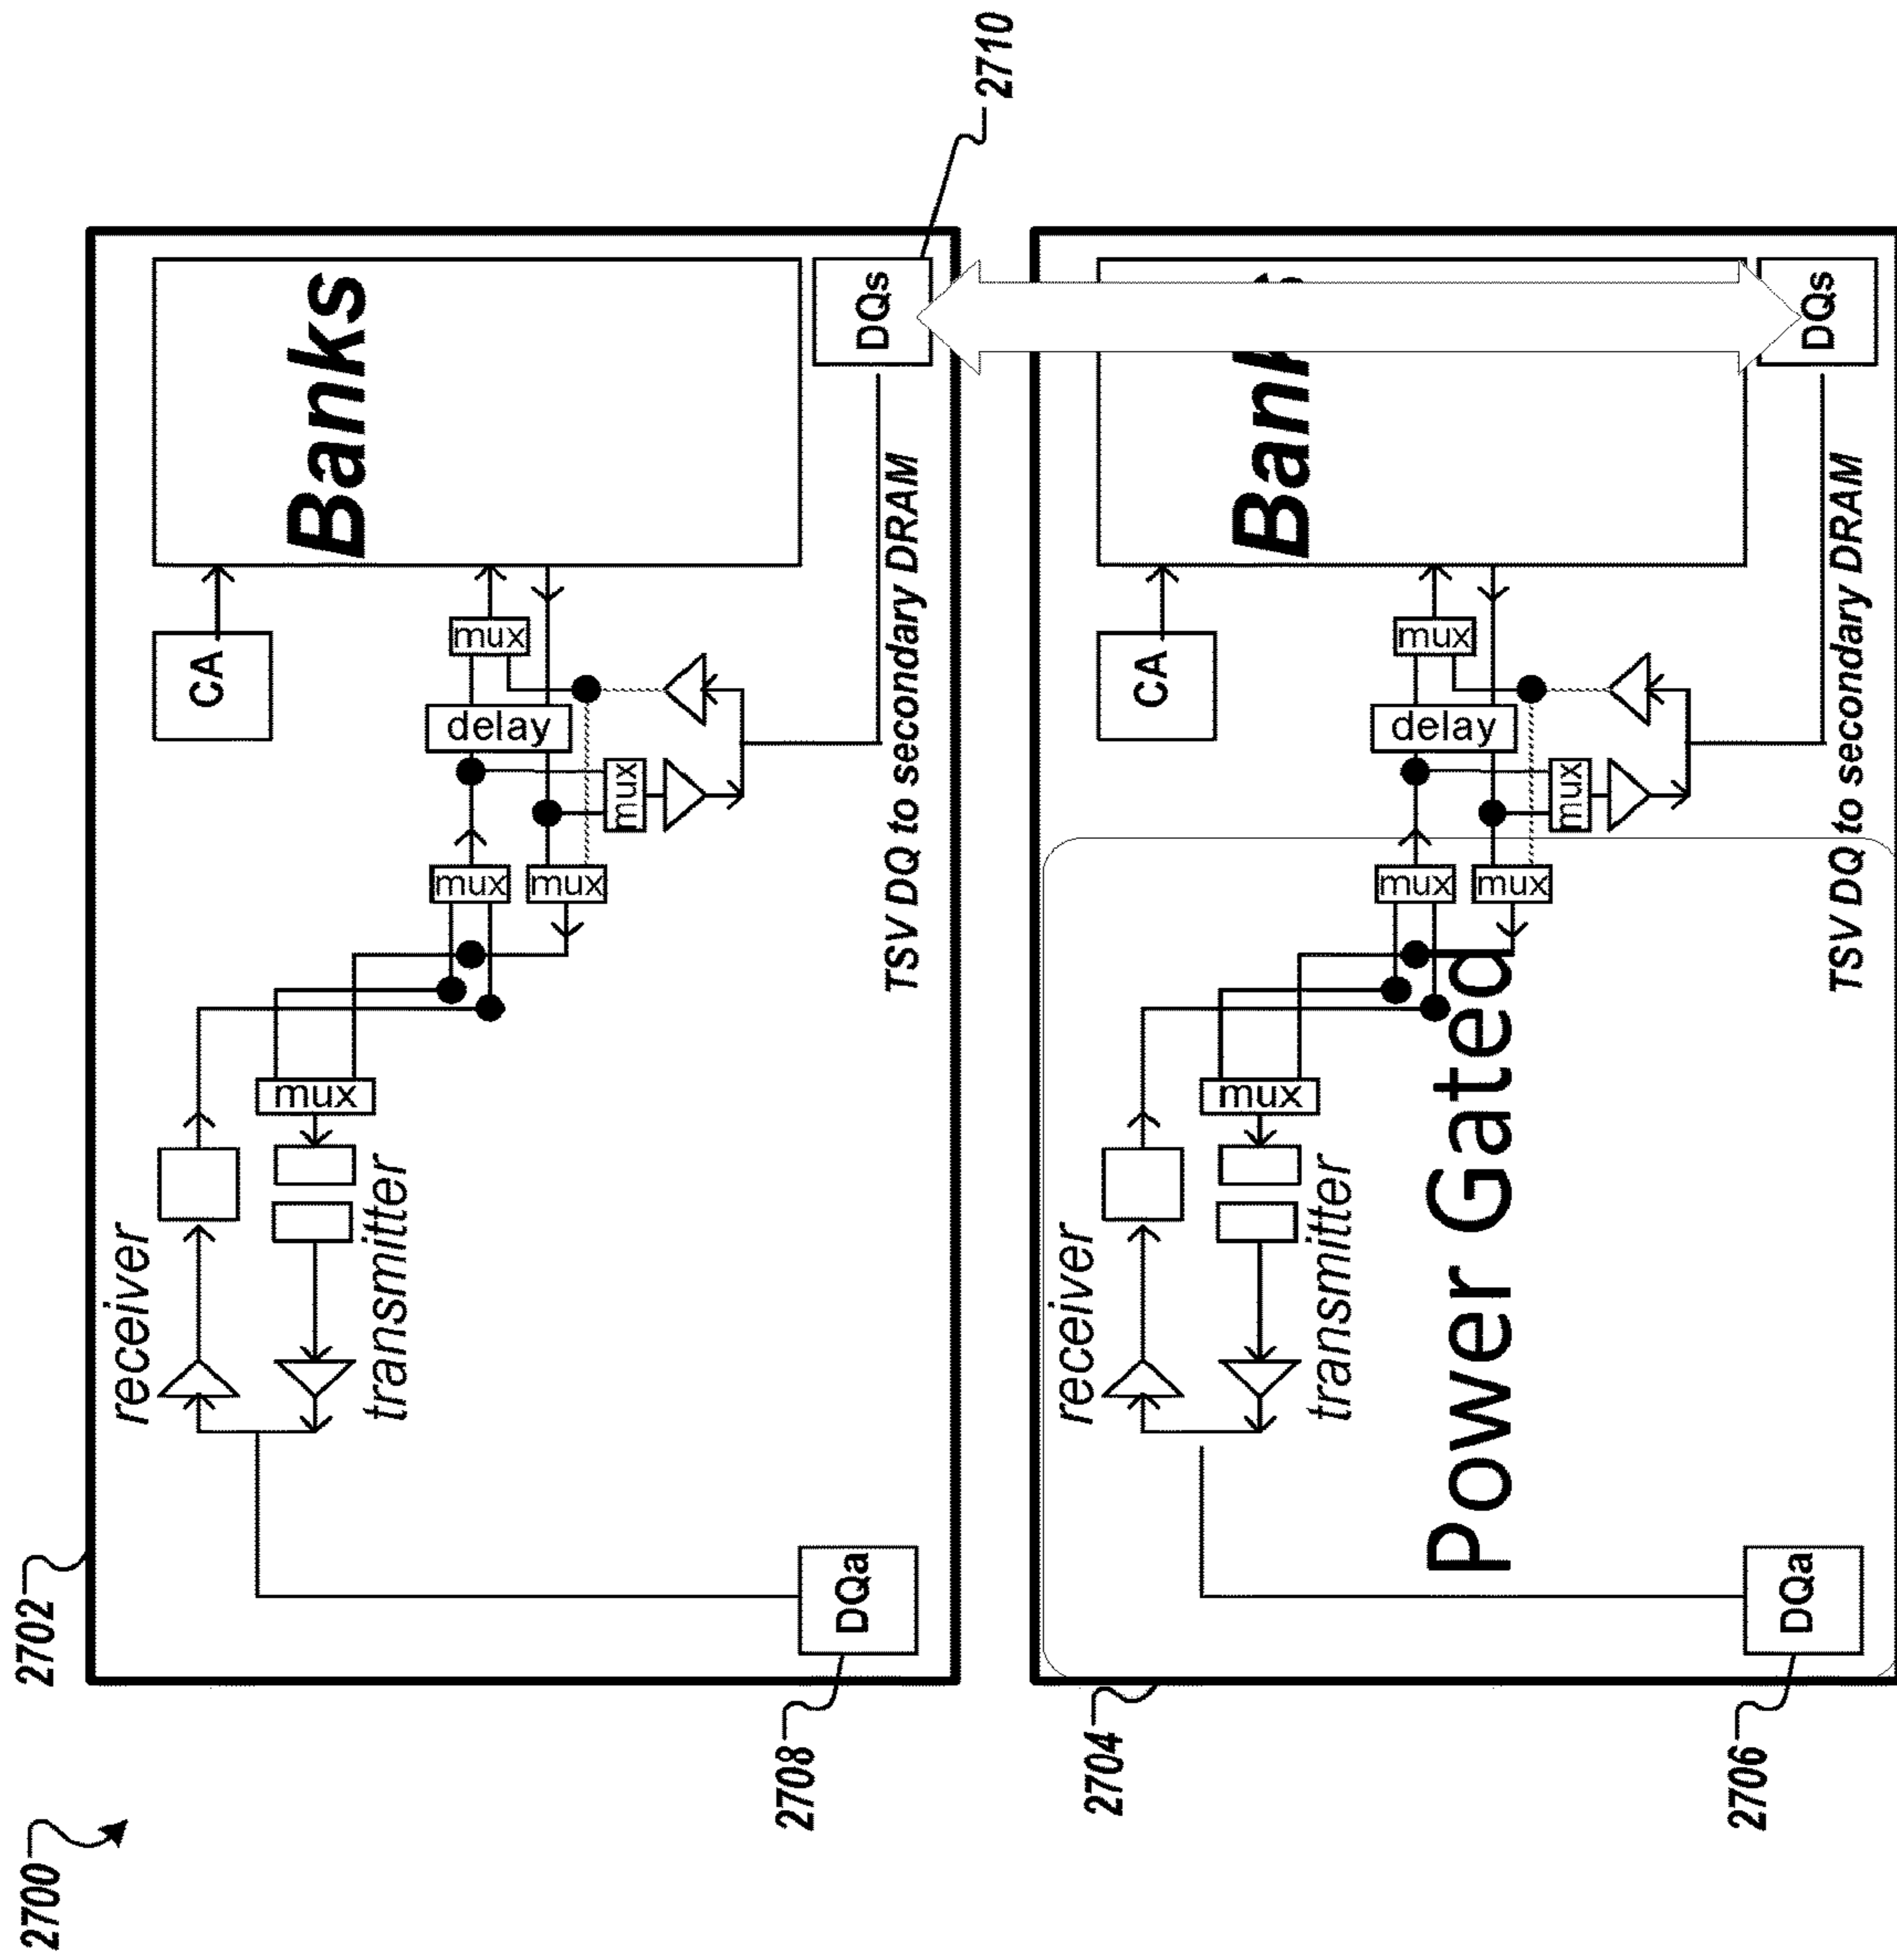 2700
2702
receiver
transmitter
mux
mux
mux
mux
delay
mux
CA
Banks
DQa
2708
TSV DQ to secondary DRAM
DQs
2710
2704
receiver
transmitter
mux
mux
mux
mux
delay
mux
CA
Banks
Power Gated
DQa
2706
TSV DQ to secondary DRAM
DQs